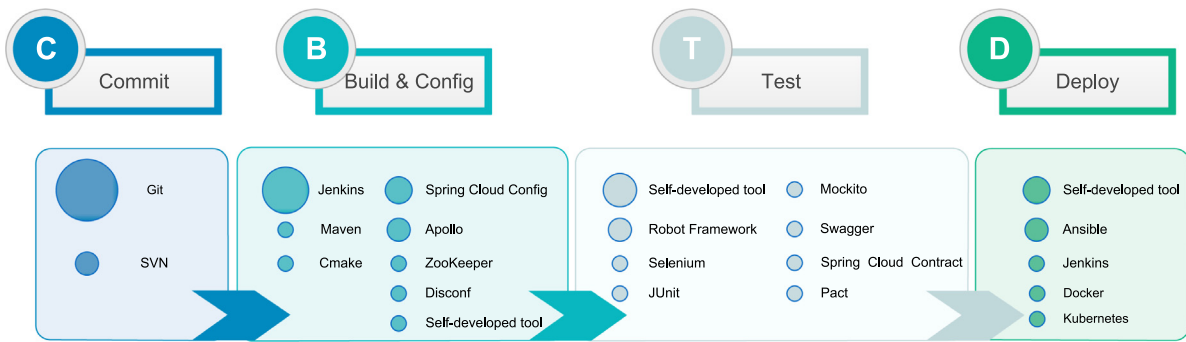 C
Commit
B
Build & Config
T
Test
D
Deploy
Git
SVN
Jenkins
Maven
Cmake
Spring Cloud Config
Apollo
ZooKeeper
Disconf
Self-developed tool
Self-developed tool
Robot Framework
Selenium
JUnit
Mockito
Swagger
Spring Cloud Contract
Pact
Self-developed tool
Ansible
Jenkins
Docker
Kubernetes